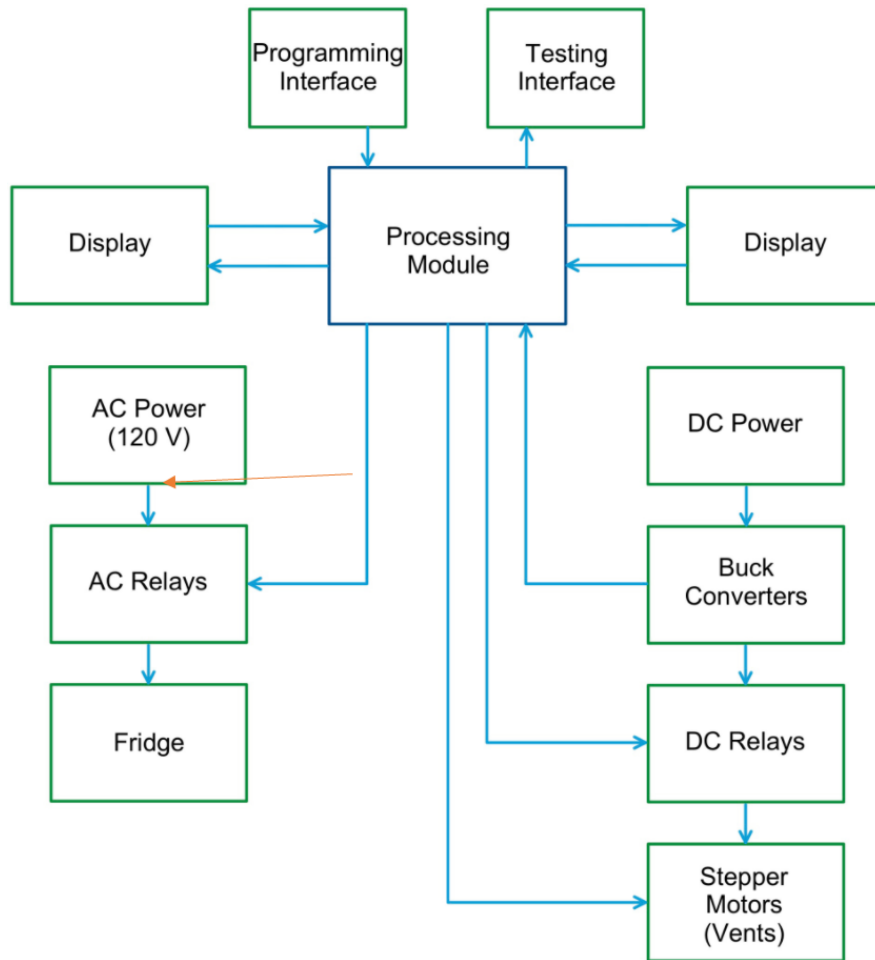 Programming
Interface
Testing
Interface
Display
Processing
Module
Display
AC Power
(120 V)
DC Power
AC Relays
Buck
Converters
Fridge
DC Relays
Stepper
Motors
(Vents)